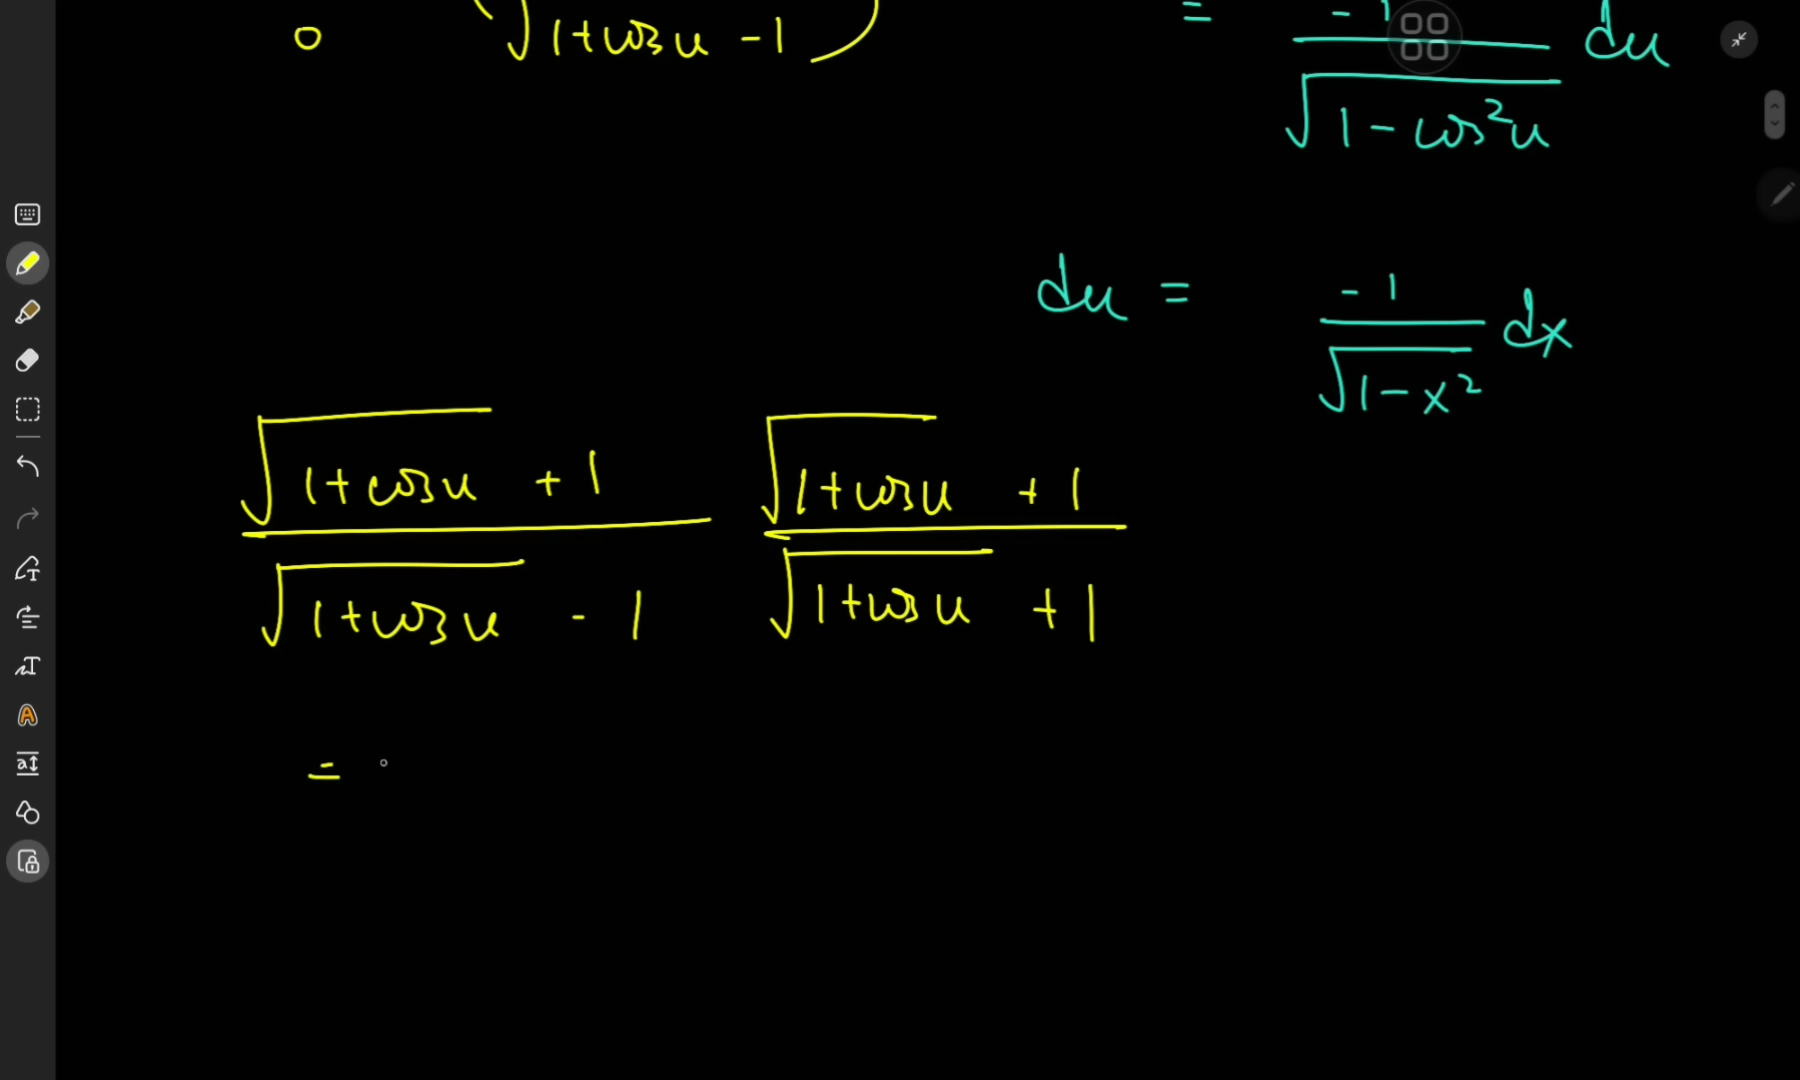 0 √(1+cos u) - 1 ) = -1/√(1-cos²u) du
du = -1/√(1-x²) dx
(√(1+cos u) + 1)/(√(1+cos u) - 1) (√(1+cos u) + 1)/(√(1+cos u) + 1)
=